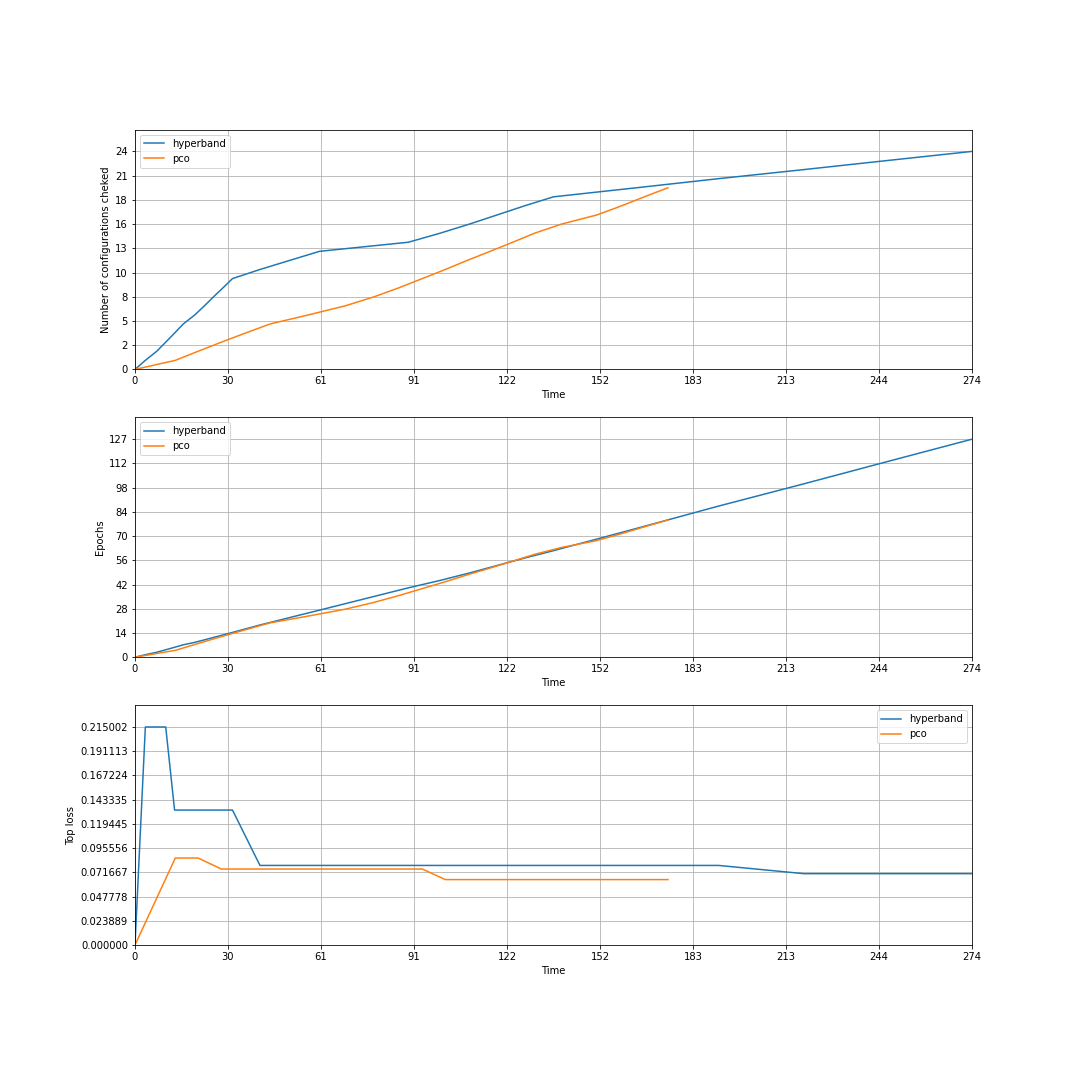 hyperband
pco
24
21
18
16
13
10
8
5
2
0
Number of configurations cheked
0 30 61 91 122 152 183 213 244 274
Time
hyperband
pco
127
112
98
84
70
56
42
28
14
0
Epochs
0 30 61 91 122 152 183 213 244 274
Time
hyperband
pco
0.215002
0.191113
0.167224
0.143335
0.119445
0.095556
0.071667
0.047778
0.023889
0.000000
Top loss
0 30 61 91 122 152 183 213 244 274
Time